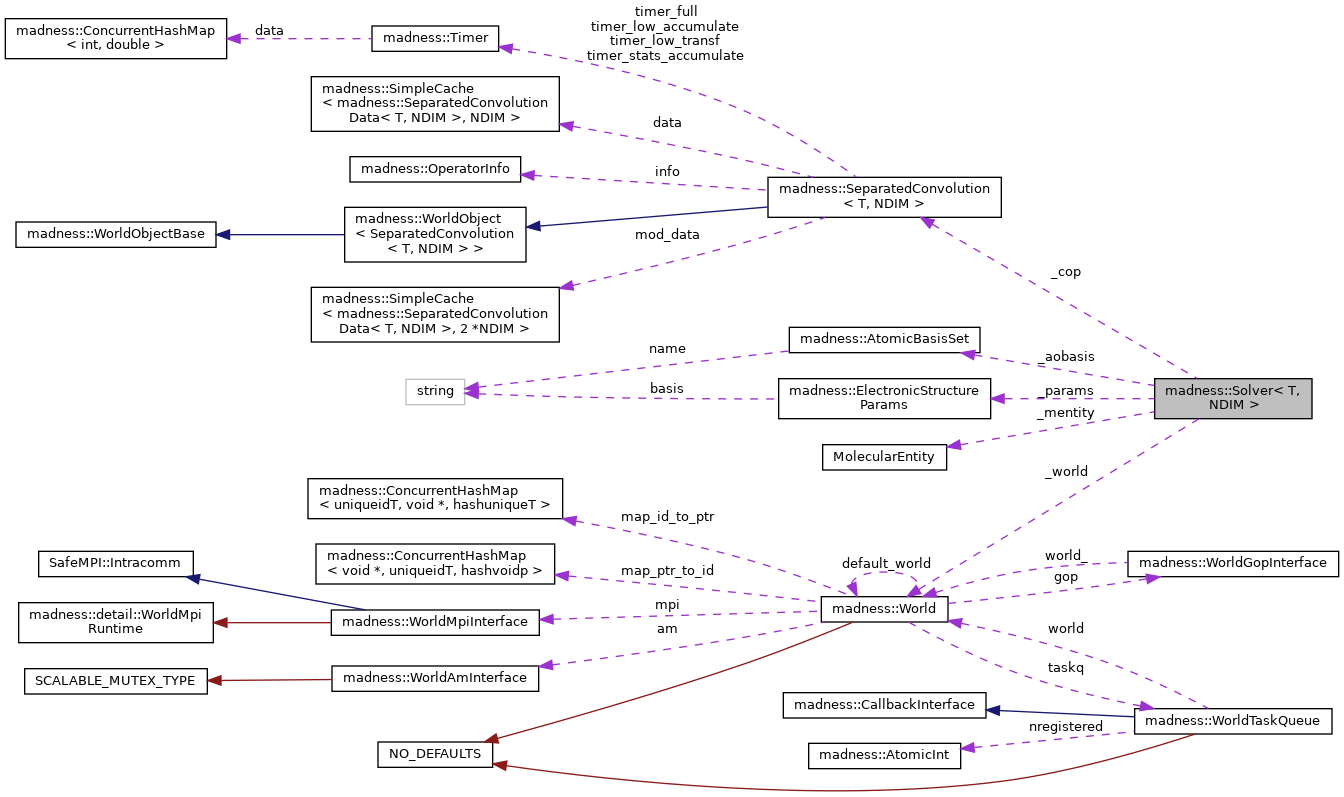 timer_full
timer_low_accumulate
timer_low_transf
timer_stats_accumulate
madness::ConcurrentHashMap
< int, double >
data
madness::Timer
madness::SimpleCache
< madness::SeparatedConvolution
Data< T, NDIM >, NDIM >
data
madness::OperatorInfo
info
madness::SeparatedConvolution
< T, NDIM >
madness::WorldObjectBase
madness::WorldObject
< SeparatedConvolution
< T, NDIM > >
mod_data
madness::SimpleCache
< madness::SeparatedConvolution
Data< T, NDIM >, 2 *NDIM >
_cop
madness::AtomicBasisSet
name
_aobasis
string
basis
madness::ElectronicStructure
Params
_params
madness::Solver< T,
NDIM >
_mentity
MolecularEntity
_world
madness::ConcurrentHashMap
< uniqueidT, void *, hashuniqueT >
map_id_to_ptr
madness::ConcurrentHashMap
< void *, uniqueidT, hashvoidp >
map_ptr_to_id
default_world
world_
gop
madness::WorldGopInterface
SafeMPI::Intracomm
madness::detail::WorldMpi
Runtime
madness::WorldMpiInterface
mpi
madness::World
am
world
SCALABLE_MUTEX_TYPE
madness::WorldAmInterface
taskq
madness::CallbackInterface
madness::WorldTaskQueue
nregistered
NO_DEFAULTS
madness::AtomicInt